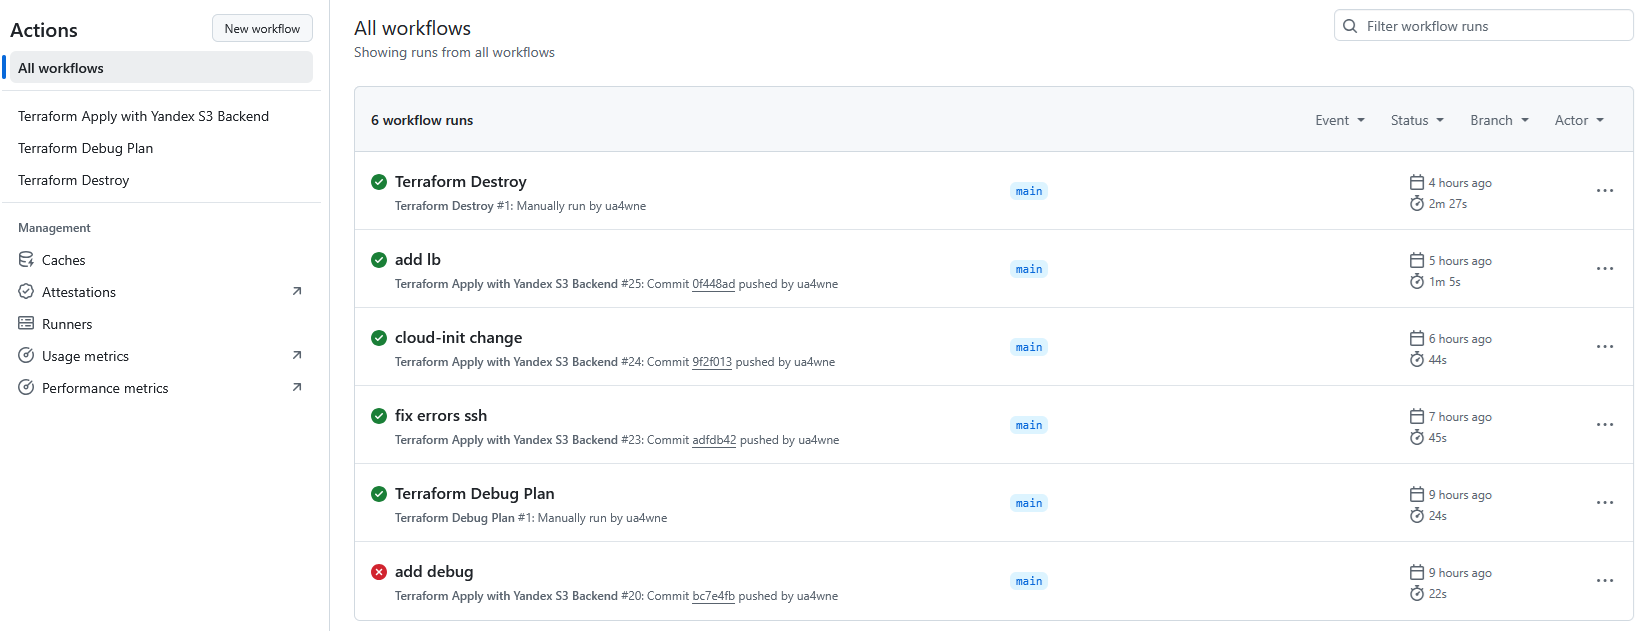 Actions
New workflow
All workflows
Terraform Apply with Yandex S3 Backend
Terraform Debug Plan
Terraform Destroy
Management
Caches
Attestations
Runners
Usage metrics
Performance metrics
All workflows
Showing runs from all workflows
Filter workflow runs
6 workflow runs
Event Status Branch Actor
Terraform Destroy
Terraform Destroy #1: Manually run by ua4wne
main
4 hours ago
2m 27s
add lb
Terraform Apply with Yandex S3 Backend #25: Commit 0f448ad pushed by ua4wne
main
5 hours ago
1m 5s
cloud-init change
Terraform Apply with Yandex S3 Backend #24: Commit 9f2f013 pushed by ua4wne
main
6 hours ago
44s
fix errors ssh
Terraform Apply with Yandex S3 Backend #23: Commit adfdb42 pushed by ua4wne
main
7 hours ago
45s
Terraform Debug Plan
Terraform Debug Plan #1: Manually run by ua4wne
main
9 hours ago
24s
add debug
Terraform Apply with Yandex S3 Backend #20: Commit bc7e4fb pushed by ua4wne
main
9 hours ago
22s